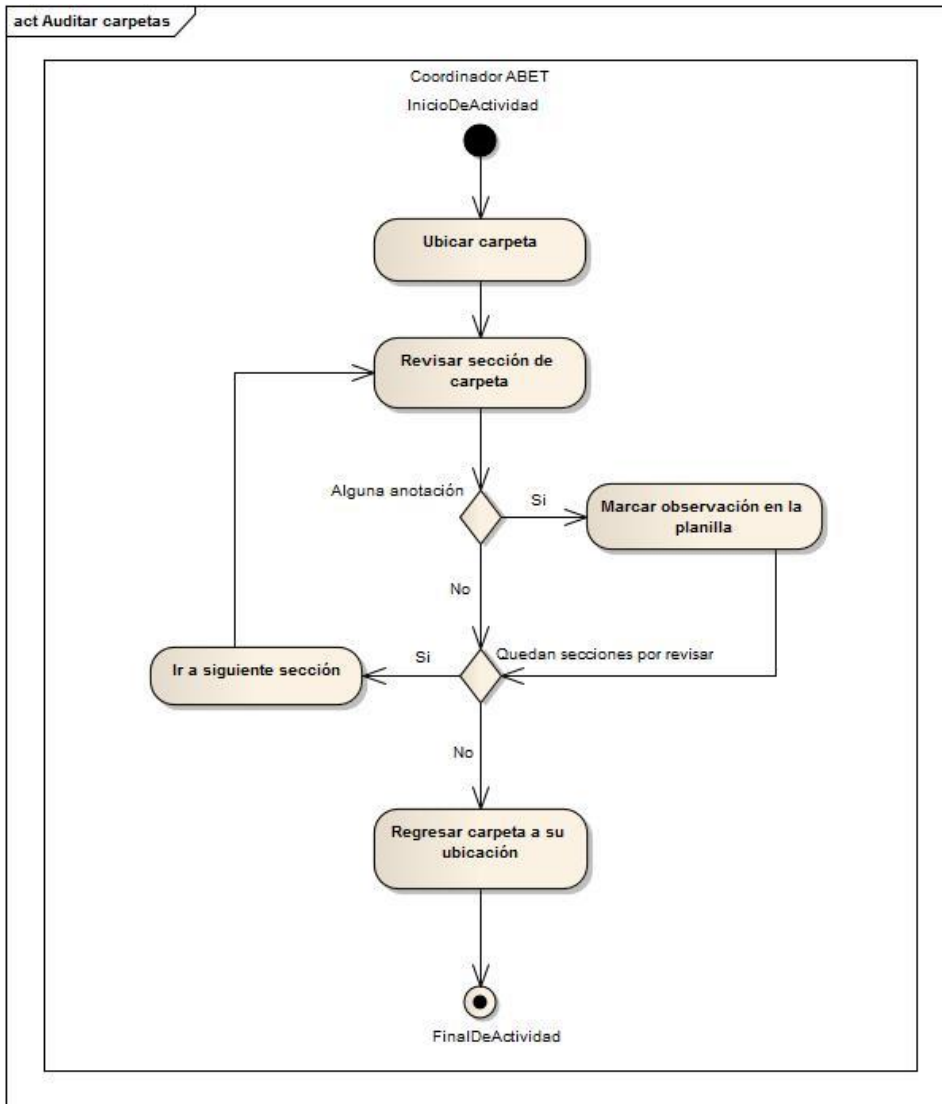 act Auditar carpetas
Coordinador ABET
InicioDeActividad
Ubicar carpeta
Revisar sección de
carpeta
Alguna anotación
Si
Marcar observación en la
planilla
No
Quedan secciones por revisar
Si
Ir a siguiente sección
No
Regresar carpeta a su
ubicación
FinalDeActividad